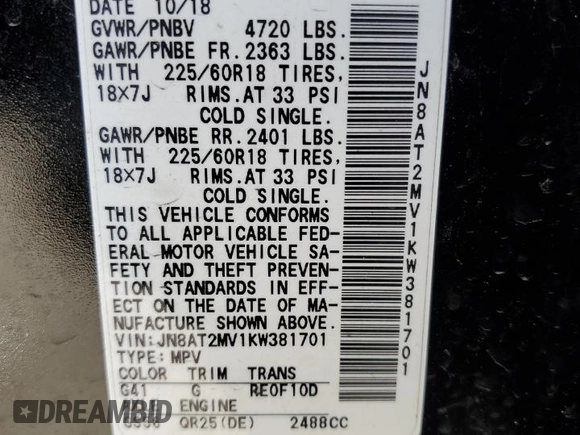 DATE 10/18
GVWR/PNBV 4720 LBS.
GAWR/PNBE FR. 2363 LBS.
WITH 225/60R18 TIRES,
18X7J RIMS. AT 33 PSI
COLD SINGLE.
GAWR/PNBE RR. 2401 LBS.
WITH 225/60R18 TIRES,
18X7J RIMS. AT 33 PSI
COLD SINGLE.
THIS VEHICLE CONFORMS
TO ALL APPLICABLE FED-
ERAL MOTOR VEHICLE SA-
FETY AND THEFT PREVEN-
TION STANDARDS IN EFF-
ECT ON THE DATE OF MA-
NUFACTURE SHOWN ABOVE.
VIN:JN8AT2MV1KW381701
TYPE:MPV
COLOR TRIM TRANS
G41 G RE0F10D
ENGINE
QR25(DE) 2488CC
JN8AT2MV1KW381701
DREAMBID